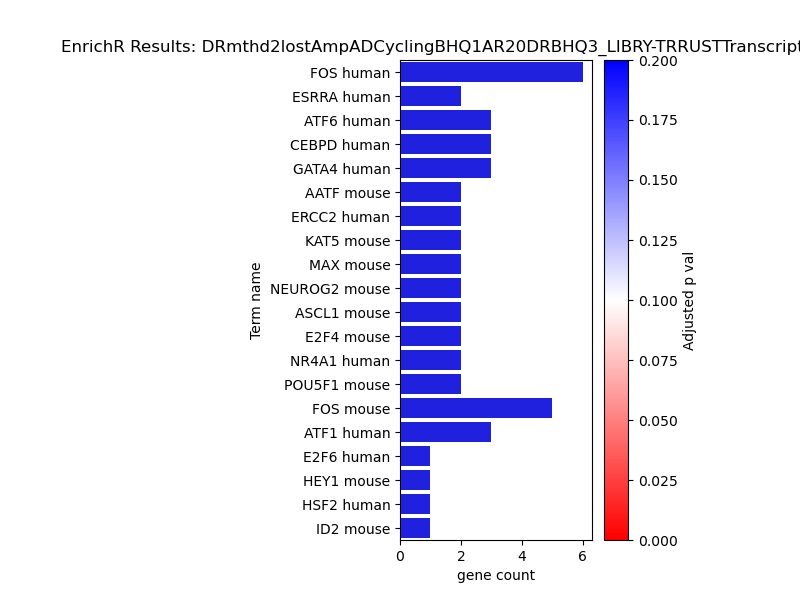 EnrichR Results: DRmthd2lostAmpADCyclingBHQ1AR20DRBHQ3_LIBRY-TRRUSTTranscript
FOS human
ESRRA human
ATF6 human
CEBPD human
GATA4 human
AATF mouse
ERCC2 human
KAT5 mouse
MAX mouse
NEUROG2 mouse
ASCL1 mouse
E2F4 mouse
NR4A1 human
POU5F1 mouse
FOS mouse
ATF1 human
E2F6 human
HEY1 mouse
HSF2 human
ID2 mouse
Term name
0 2 4 6
gene count
0.200
0.175
0.150
0.125
0.100
0.075
0.050
0.025
0.000
Adjusted p val